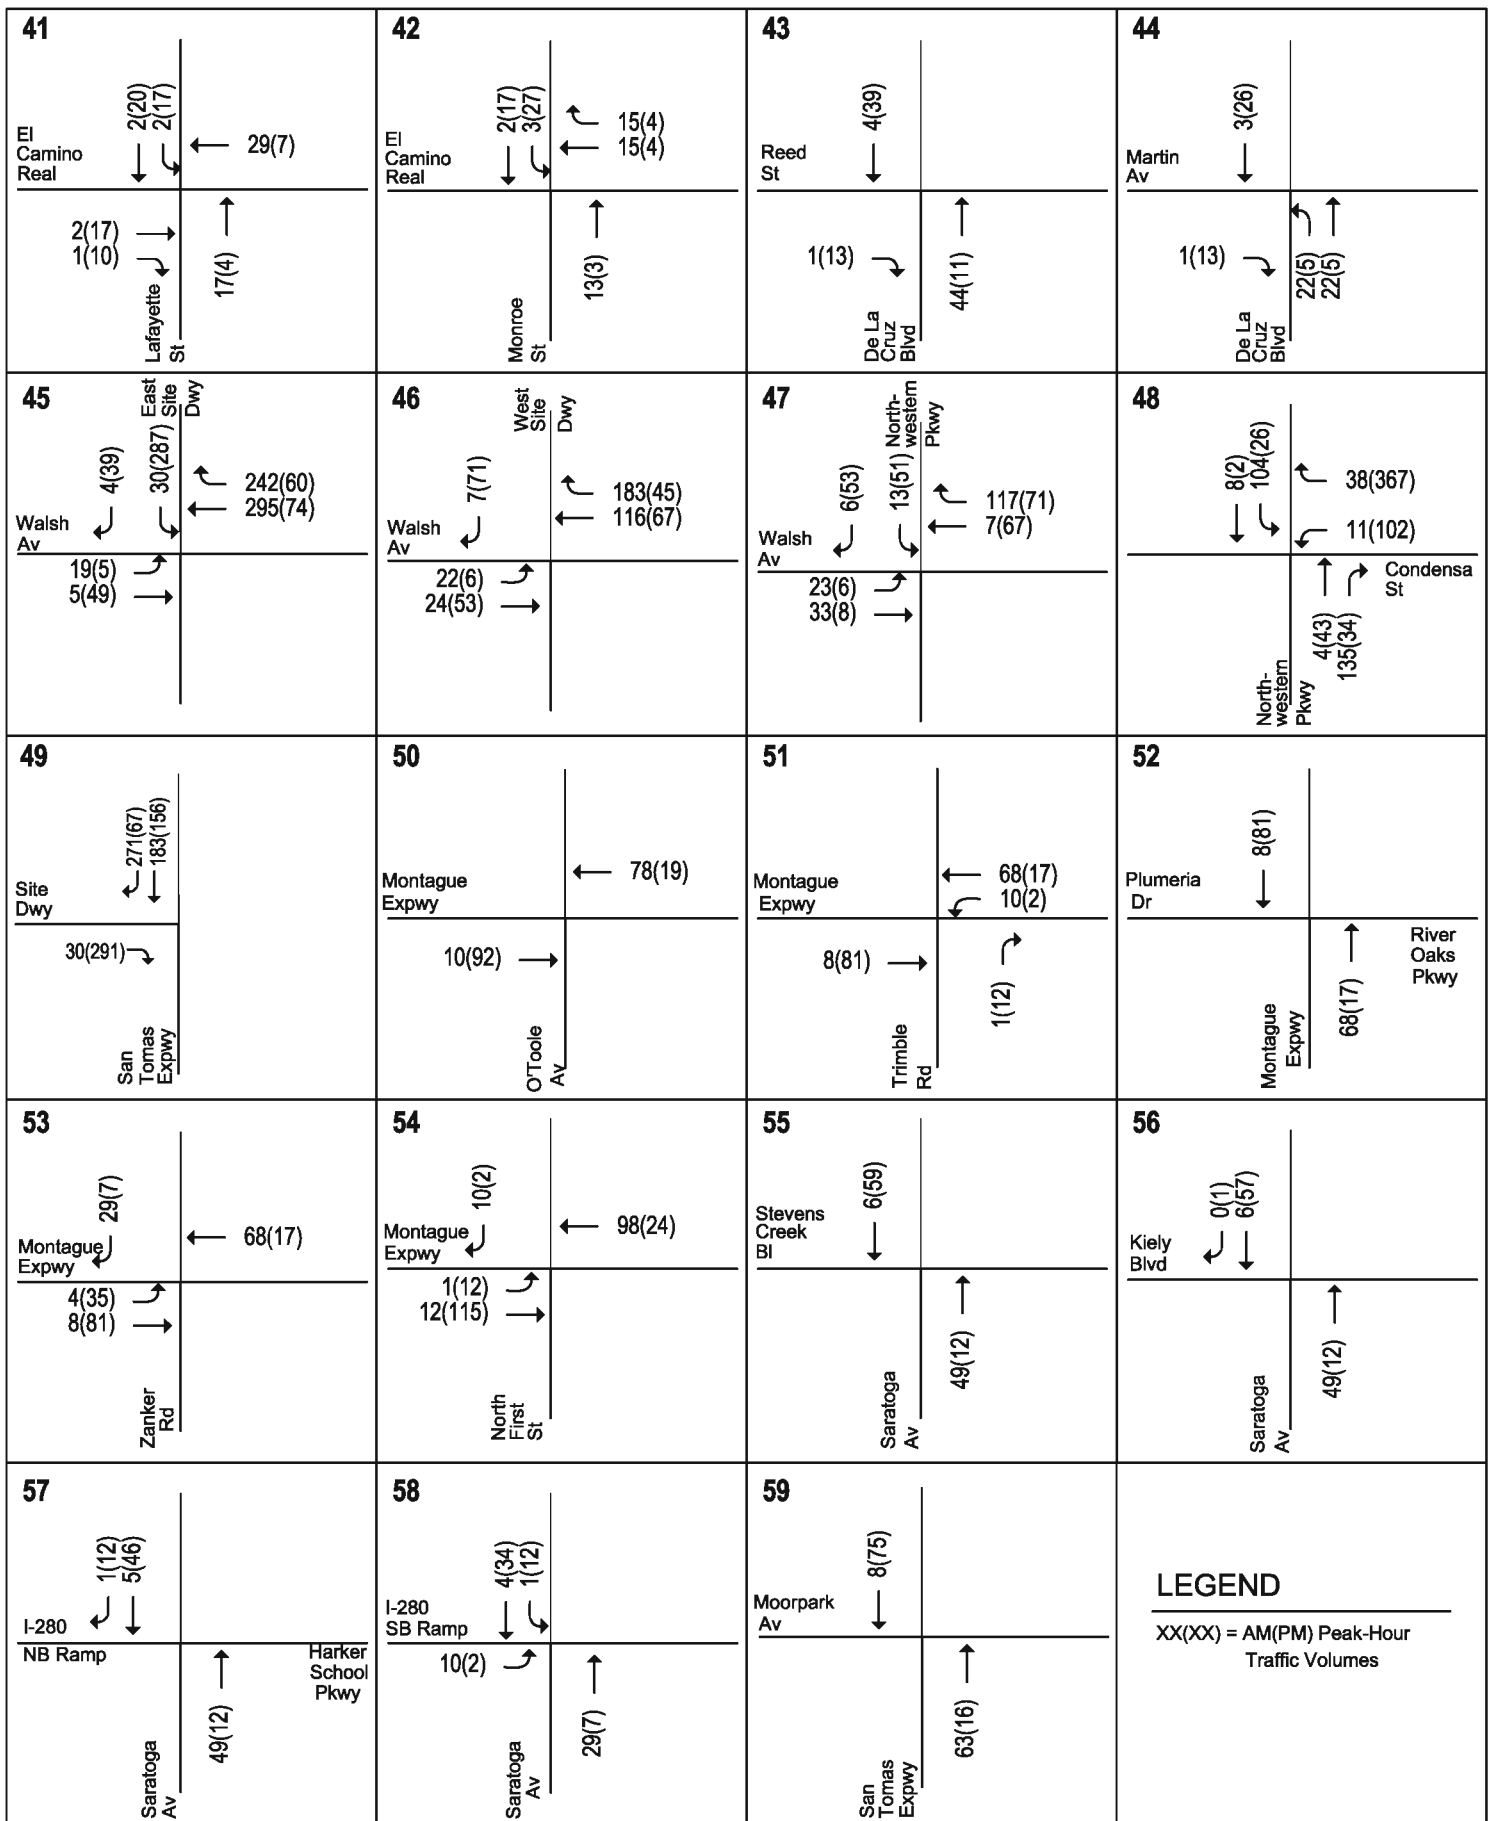 41
2(20)
2(17)
El
Camino
Real
29(7)
2(17)
1(10)
17(4)
Lafayette
St
42
2(17)
3(27)
El
Camino
Real
15(4)
15(4)
13(3)
Monroe
St
43
4(39)
Reed
St
1(13)
44(11)
De La
Cruz
Blvd
44
3(26)
Martin
Av
1(13)
22(5)
22(5)
De La
Cruz
Blvd
45
East
Site
Dwy
4(39)
30(287)
242(60)
295(74)
Walsh
Av
19(5)
5(49)
46
West
Site
Dwy
7(71)
183(45)
116(67)
Walsh
Av
22(6)
24(53)
47
North-
western
Pkwy
6(53)
13(51)
117(71)
7(67)
Walsh
Av
23(6)
33(8)
48
8(2)
104(26)
38(367)
11(102)
Condensa
St
4(43)
135(34)
North-
western
Pkwy
49
271(67)
183(156)
Site
Dwy
30(291)
San
Tomas
Expwy
50
78(19)
Montague
Expwy
10(92)
O'Toole
Av
51
68(17)
10(2)
Montague
Expwy
8(81)
1(12)
Trimble
Rd
52
8(81)
Plumeria
Dr
River
Oaks
Pkwy
68(17)
Montague
Expwy
53
29(7)
68(17)
Montague
Expwy
4(35)
8(81)
Zanker
Rd
54
10(2)
98(24)
Montague
Expwy
1(12)
12(115)
North
First
St
55
6(59)
Stevens
Creek
Bl
49(12)
Saratoga
Av
56
0(1)
6(57)
Kiely
Blvd
49(12)
Saratoga
Av
57
1(12)
5(46)
I-280
NB Ramp
Harker
School
Pkwy
49(12)
Saratoga
Av
58
4(34)
1(12)
I-280
SB Ramp
10(2)
29(7)
Saratoga
Av
59
8(75)
Moorpark
Av
63(16)
San
Tomas
Expwy
LEGEND
XX(XX) = AM(PM) Peak-Hour
Traffic Volumes